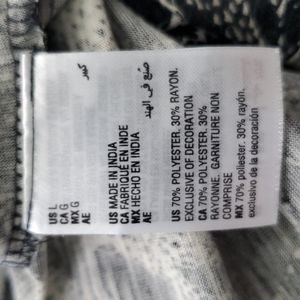 US L
CA G
MX G
AE كبير
US MADE IN INDIA
CA FABRIQUE EN INDE
MX HECHO EN INDIA
AE صنع في الهند
US 70% POLYESTER. 30% RAYON.
EXCLUSIVE OF DECORATION
CA 70% POLYESTER. 30%
RAYONNE. GARNITURE NON
COMPRISE
MX 70% poliester. 30% rayón.
exclusivo de la decoración